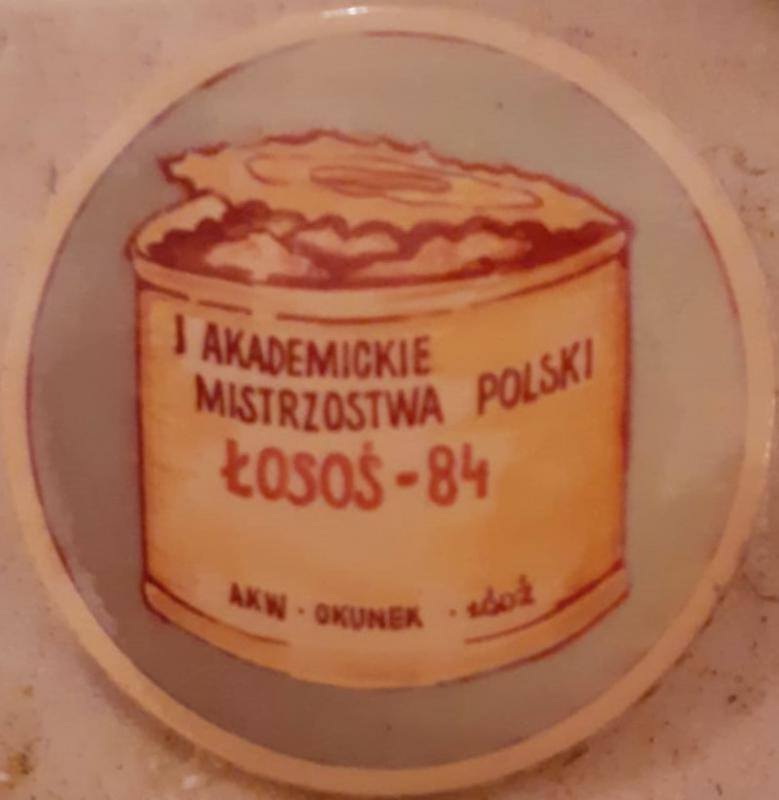 I AKADEMICKIE
MISTRZOSTWA POLSKI
ŁOSOŚ-84
AKW · OKUNEK · ŁÓDŹ